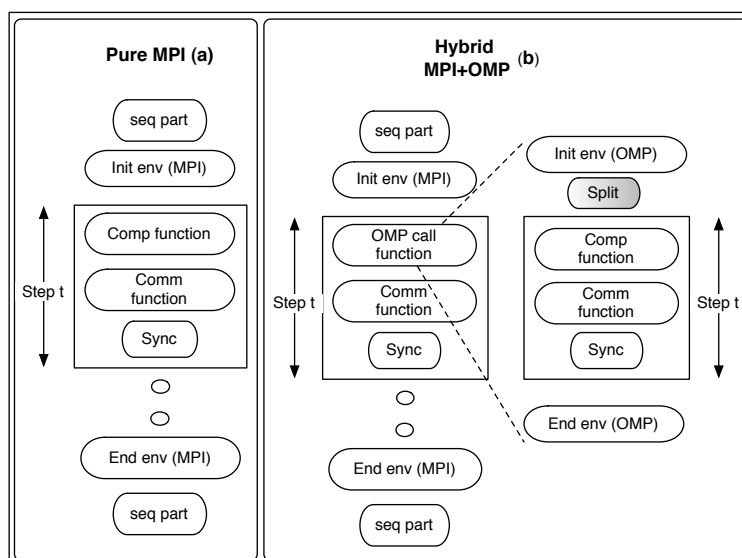 Pure MPI (a)
seq part
Init env (MPI)
Comp function
Comm
function
Sync
Step t
End env (MPI)
seq part
Hybrid
MPI+OMP (b)
seq part
Init env (MPI)
OMP call
function
Comm
function
Sync
Step t
End env (MPI)
seq part
Init env (OMP)
Split
Comp
function
Comm
function
Sync
Step t
End env (OMP)